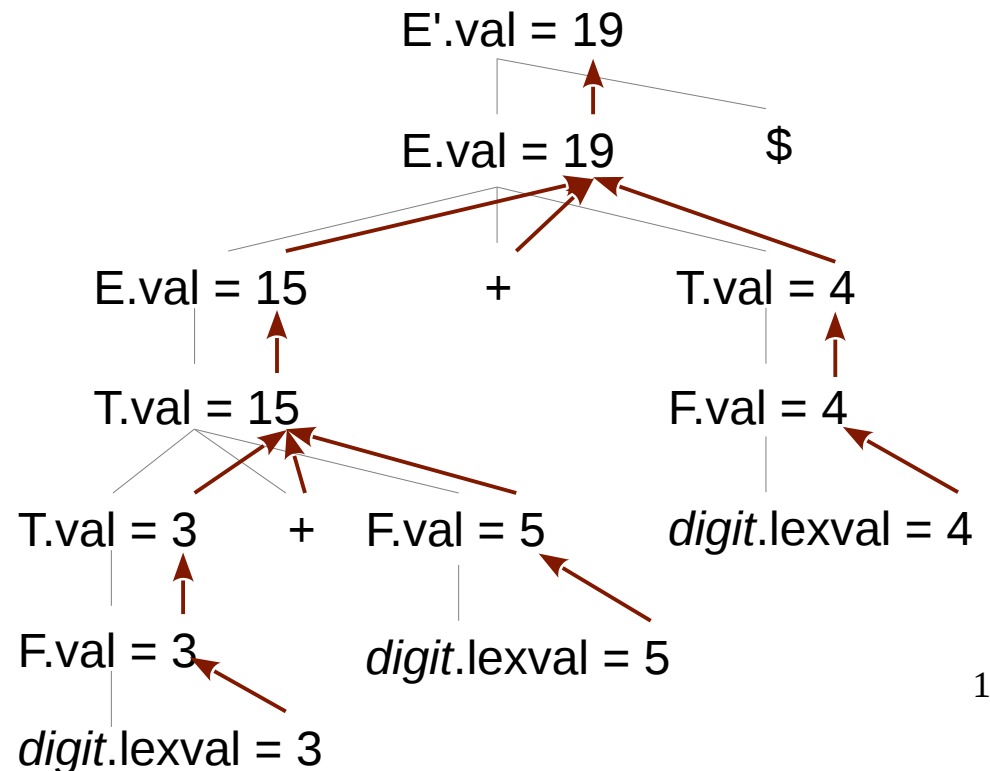 E'.val = 19
E.val = 19 $
E.val = 15 + T.val = 4
T.val = 15 F.val = 4
T.val = 3 + F.val = 5 digit.lexval = 4
F.val = 3 digit.lexval = 5
1
digit.lexval = 3